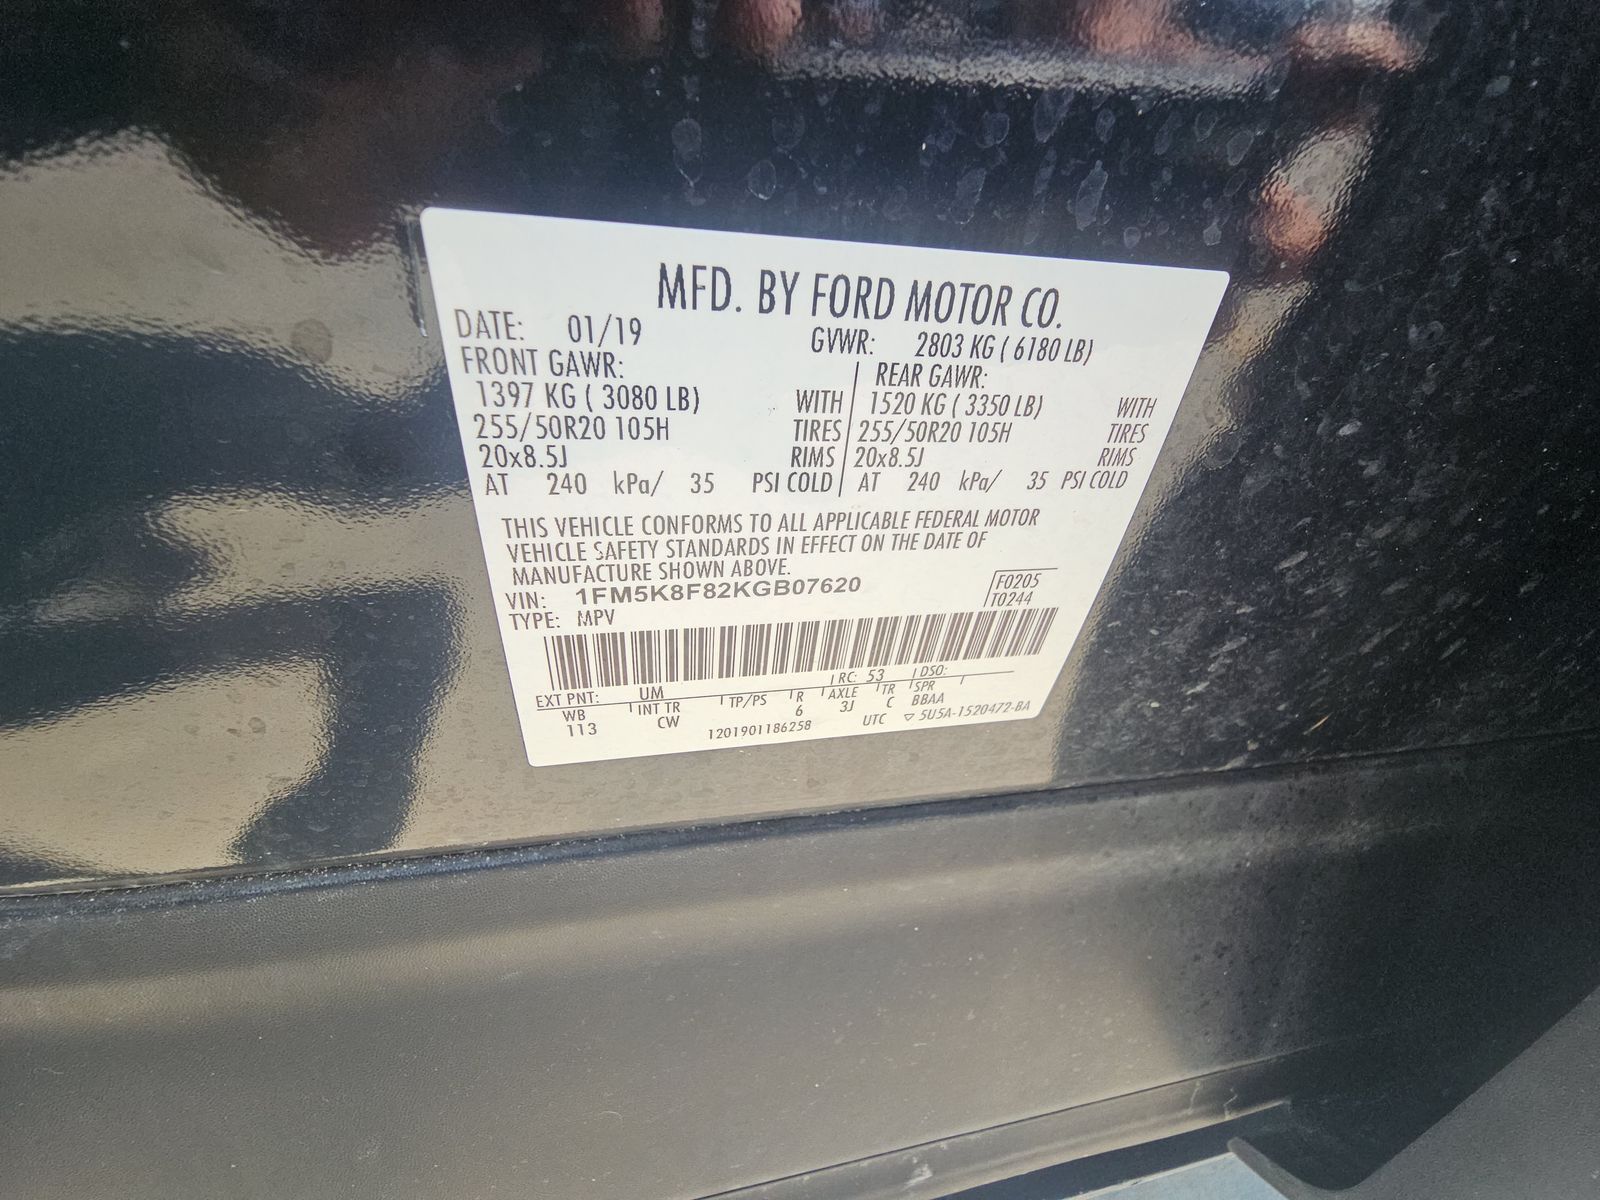 MFD. BY FORD MOTOR CO.
DATE: 01/19 GVWR: 2803 KG ( 6180 LB)
FRONT GAWR: REAR GAWR:
1397 KG ( 3080 LB) WITH 1520 KG ( 3350 LB) WITH
255/50R20 105H TIRES 255/50R20 105H TIRES
20x8.5J RIMS 20x8.5J RIMS
AT 240 kPa/ 35 PSI COLD AT 240 kPa/ 35 PSI COLD
THIS VEHICLE CONFORMS TO ALL APPLICABLE FEDERAL MOTOR
VEHICLE SAFETY STANDARDS IN EFFECT ON THE DATE OF
MANUFACTURE SHOWN ABOVE.
VIN: 1FM5K8F82KGB07620 F0205
TYPE: MPV T0244
EXT PNT: UM RC: 53 DSO:
WB INT TR TP/PS R AXLE TR SPR
113 CW 6 3J C BBAA
1201901186258 UTC ▽ 5U5A-1520472-BA